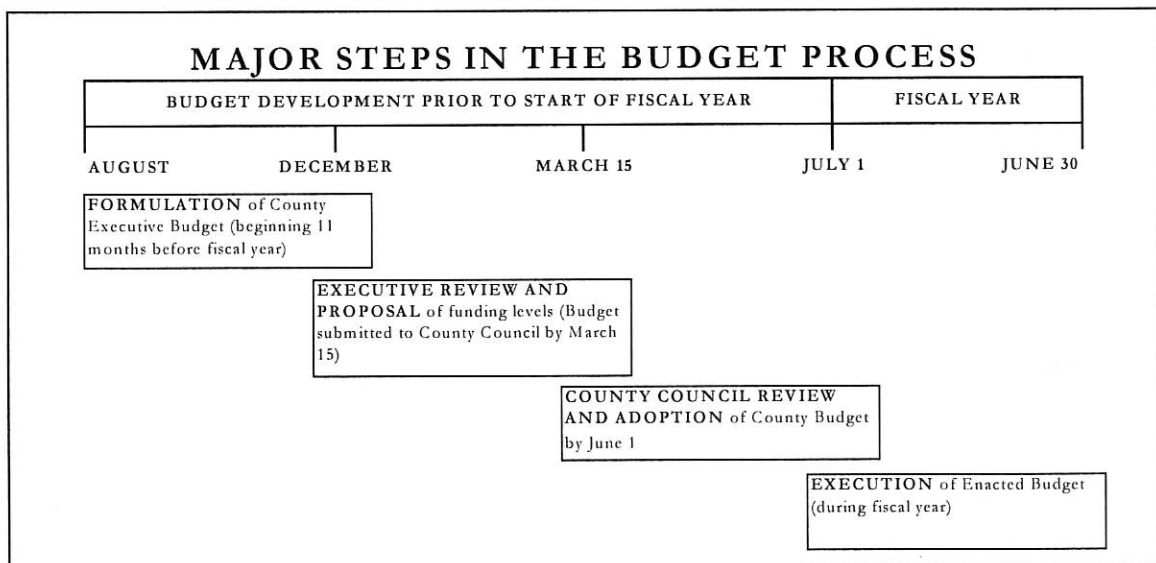 MAJOR STEPS IN THE BUDGET PROCESS
BUDGET DEVELOPMENT PRIOR TO START OF FISCAL YEAR
FISCAL YEAR
AUGUST
DECEMBER
MARCH 15
JULY 1
JUNE 30
FORMULATION of County
Executive Budget (beginning 11
months before fiscal year)
EXECUTIVE REVIEW AND
PROPOSAL of funding levels (Budget
submitted to County Council by March
15)
COUNTY COUNCIL REVIEW
AND ADOPTION of County Budget
by June 1
EXECUTION of Enacted Budget
(during fiscal year)